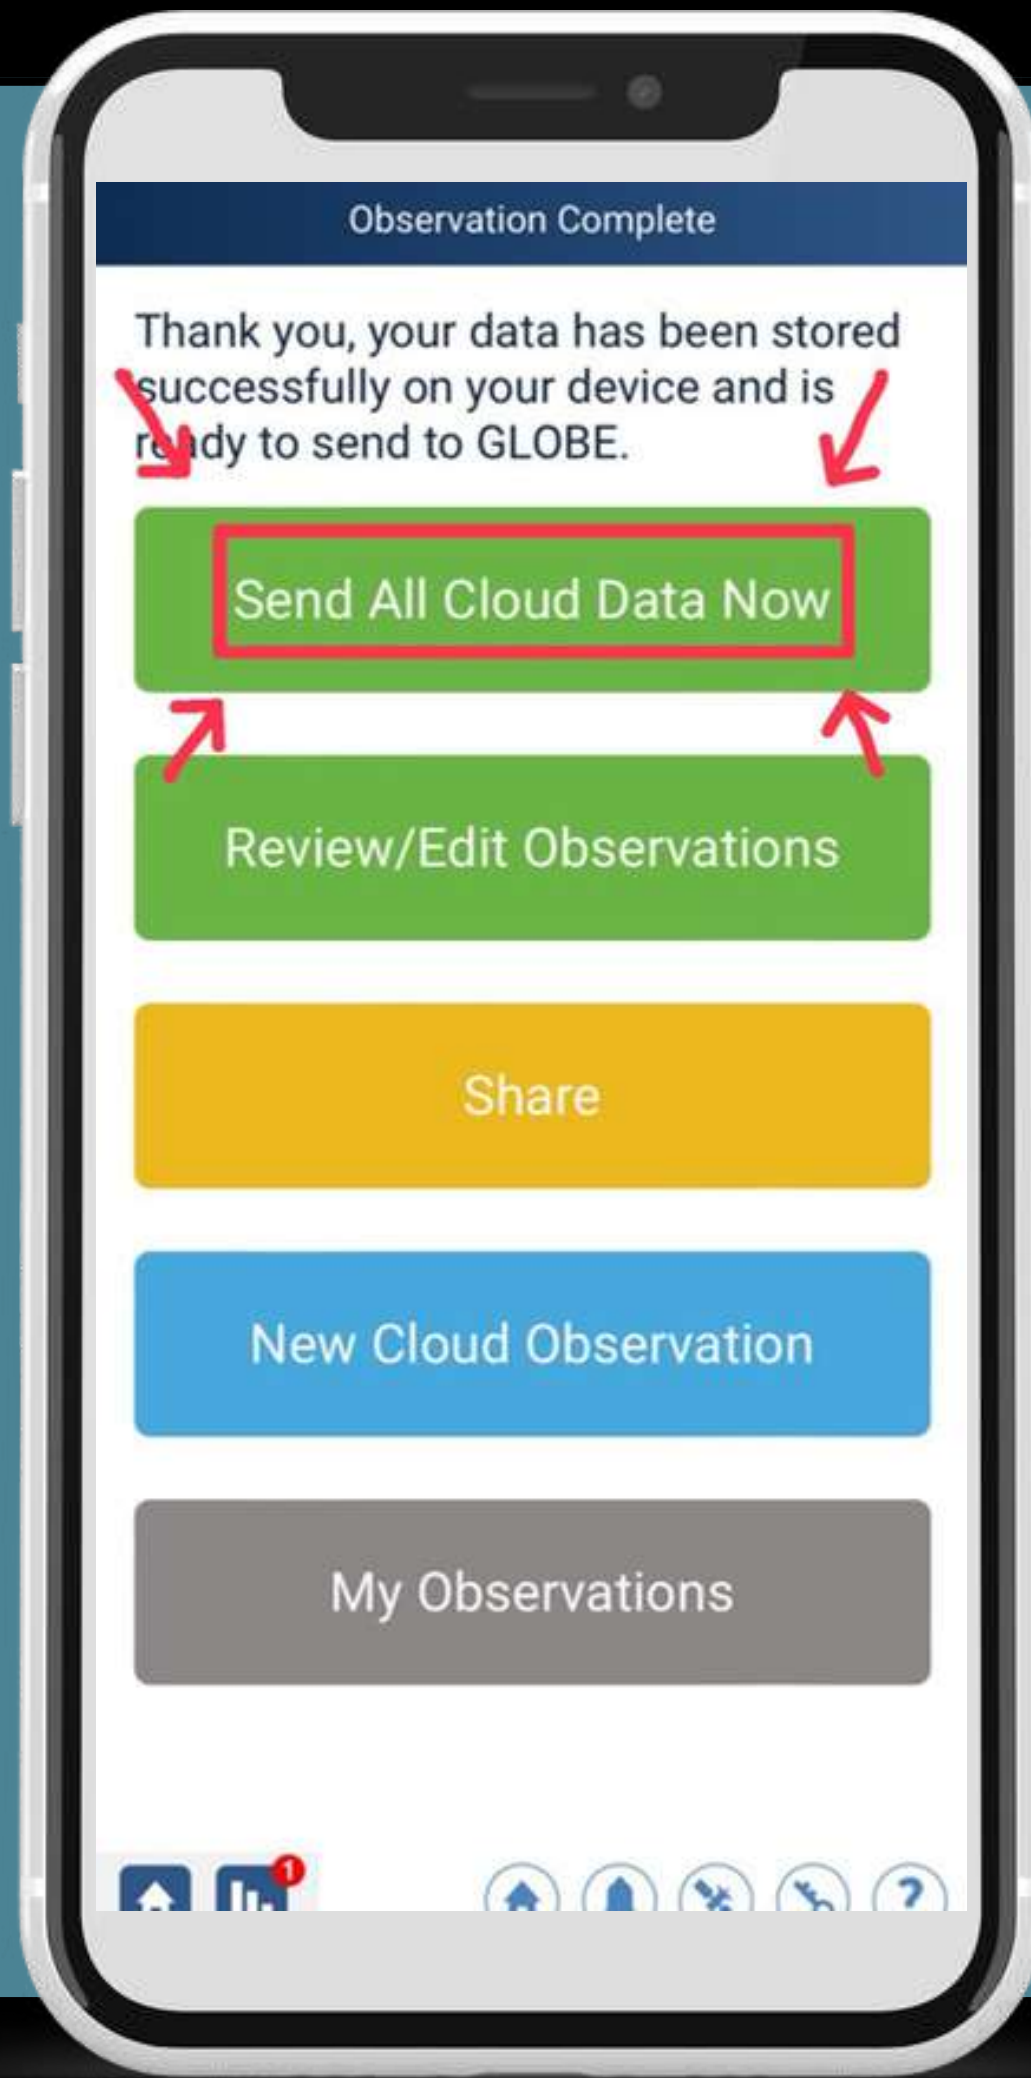 Observation Complete
Thank you, your data has been stored
successfully on your device and is
ready to send to GLOBE.
Send All Cloud Data Now
Review/Edit Observations
Share
New Cloud Observation
My Observations
1
?